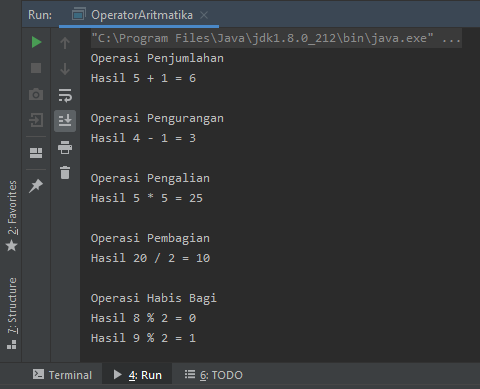 Run: OperatorAritmatika
"C:\Program Files\Java\jdk1.8.0_212\bin\java.exe" ...
Operasi Penjumlahan
Hasil 5 + 1 = 6
Operasi Pengurangan
Hasil 4 - 1 = 3
Operasi Pengalian
Hasil 5 * 5 = 25
Operasi Pembagian
Hasil 20 / 2 = 10
Operasi Habis Bagi
Hasil 8 % 2 = 0
Hasil 9 % 2 = 1
2: Favorites
7: Structure
Terminal 4: Run 6: TODO